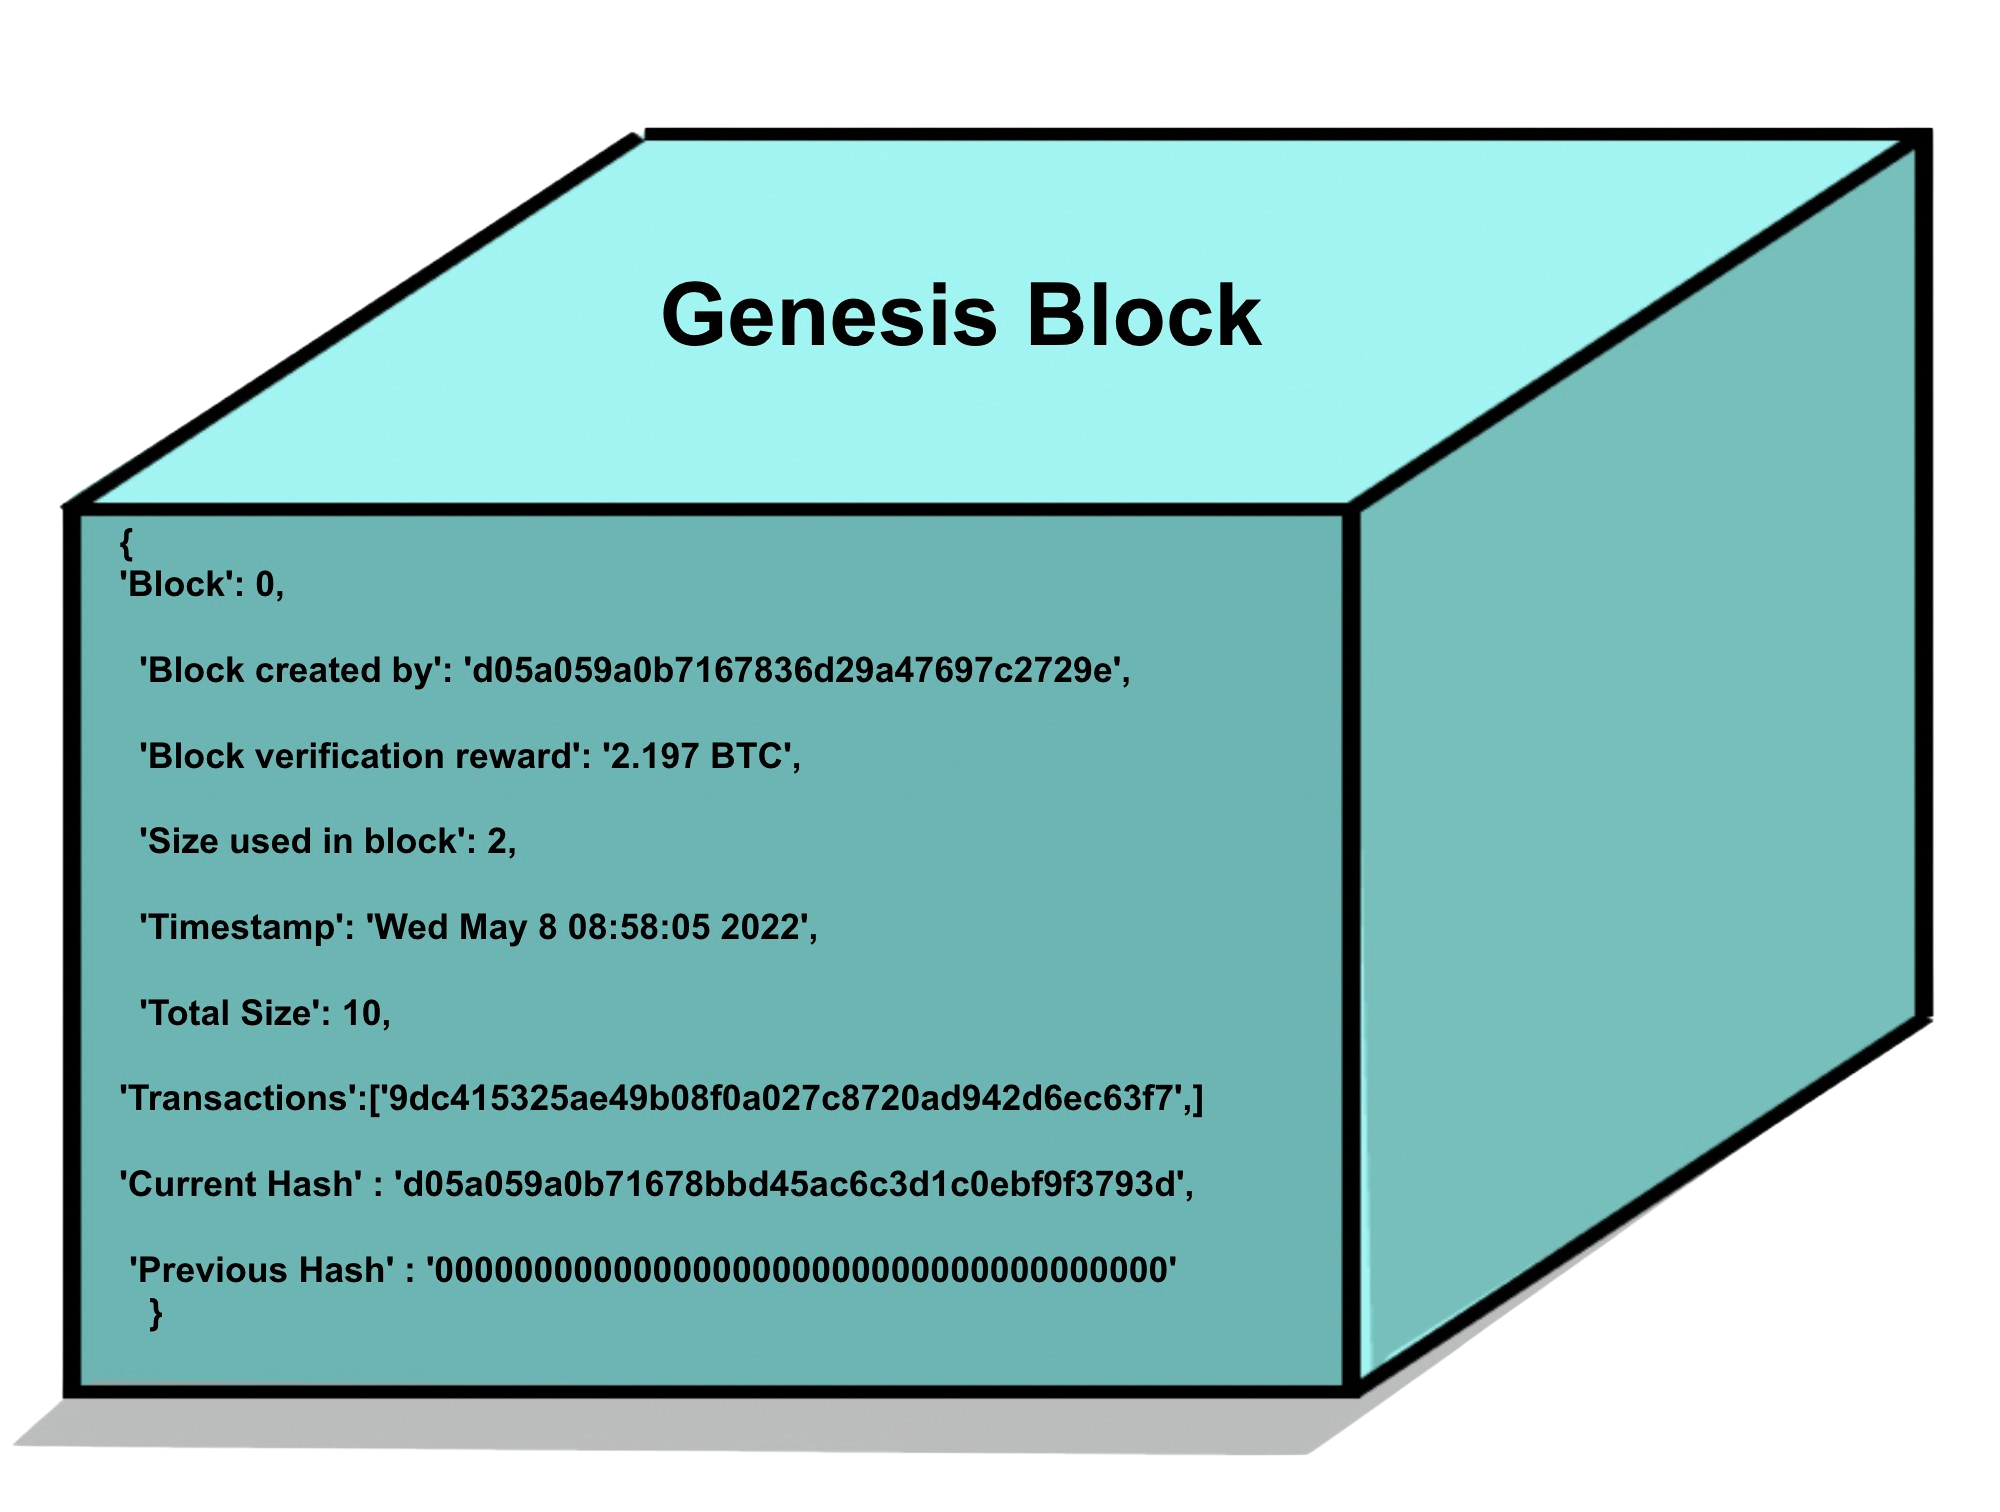 Genesis Block
{
'Block': 0,
'Block created by': 'd05a059a0b7167836d29a47697c2729e',
'Block verification reward': '2.197 BTC',
'Size used in block': 2,
'Timestamp': 'Wed May 8 08:58:05 2022',
'Total Size': 10,
'Transactions':['9dc415325ae49b08f0a027c8720ad942d6ec63f7',]
'Current Hash' : 'd05a059a0b71678bbd45ac6c3d1c0ebf9f3793d',
'Previous Hash' : '0000000000000000000000000000000000000'
}